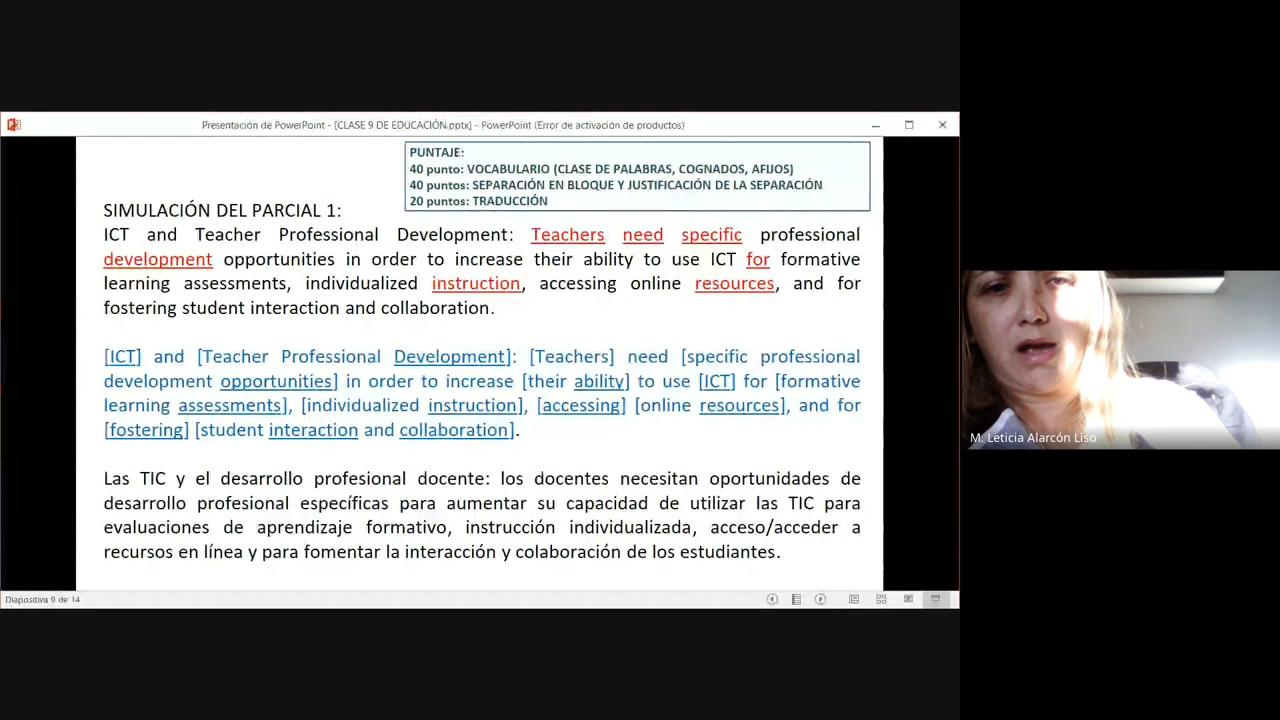 Presentación de PowerPoint - [CLASE 9 DE EDUCACIÓN.pptx] - PowerPoint (Error de activación de productos)
PUNTAJE:
40 punto: VOCABULARIO (CLASE DE PALABRAS, COGNADOS, AFIJOS)
40 puntos: SEPARACIÓN EN BLOQUE Y JUSTIFICACIÓN DE LA SEPARACIÓN
20 puntos: TRADUCCIÓN
SIMULACIÓN DEL PARCIAL 1:
ICT and Teacher Professional Development: Teachers need specific professional
development opportunities in order to increase their ability to use ICT for formative
learning assessments, individualized instruction, accessing online resources, and for
fostering student interaction and collaboration.
[ICT] and [Teacher Professional Development]: [Teachers] need [specific professional
development opportunities] in order to increase [their ability] to use [ICT] for [formative
learning assessments], [individualized instruction], [accessing] [online resources], and for
[fostering] [student interaction and collaboration].
Las TIC y el desarrollo profesional docente: los docentes necesitan oportunidades de
desarrollo profesional específicas para aumentar su capacidad de utilizar las TIC para
evaluaciones de aprendizaje formativo, instrucción individualizada, acceso/acceder a
recursos en línea y para fomentar la interacción y colaboración de los estudiantes.
Diapositiva 9 de 14
M. Leticia Alarcón Liso